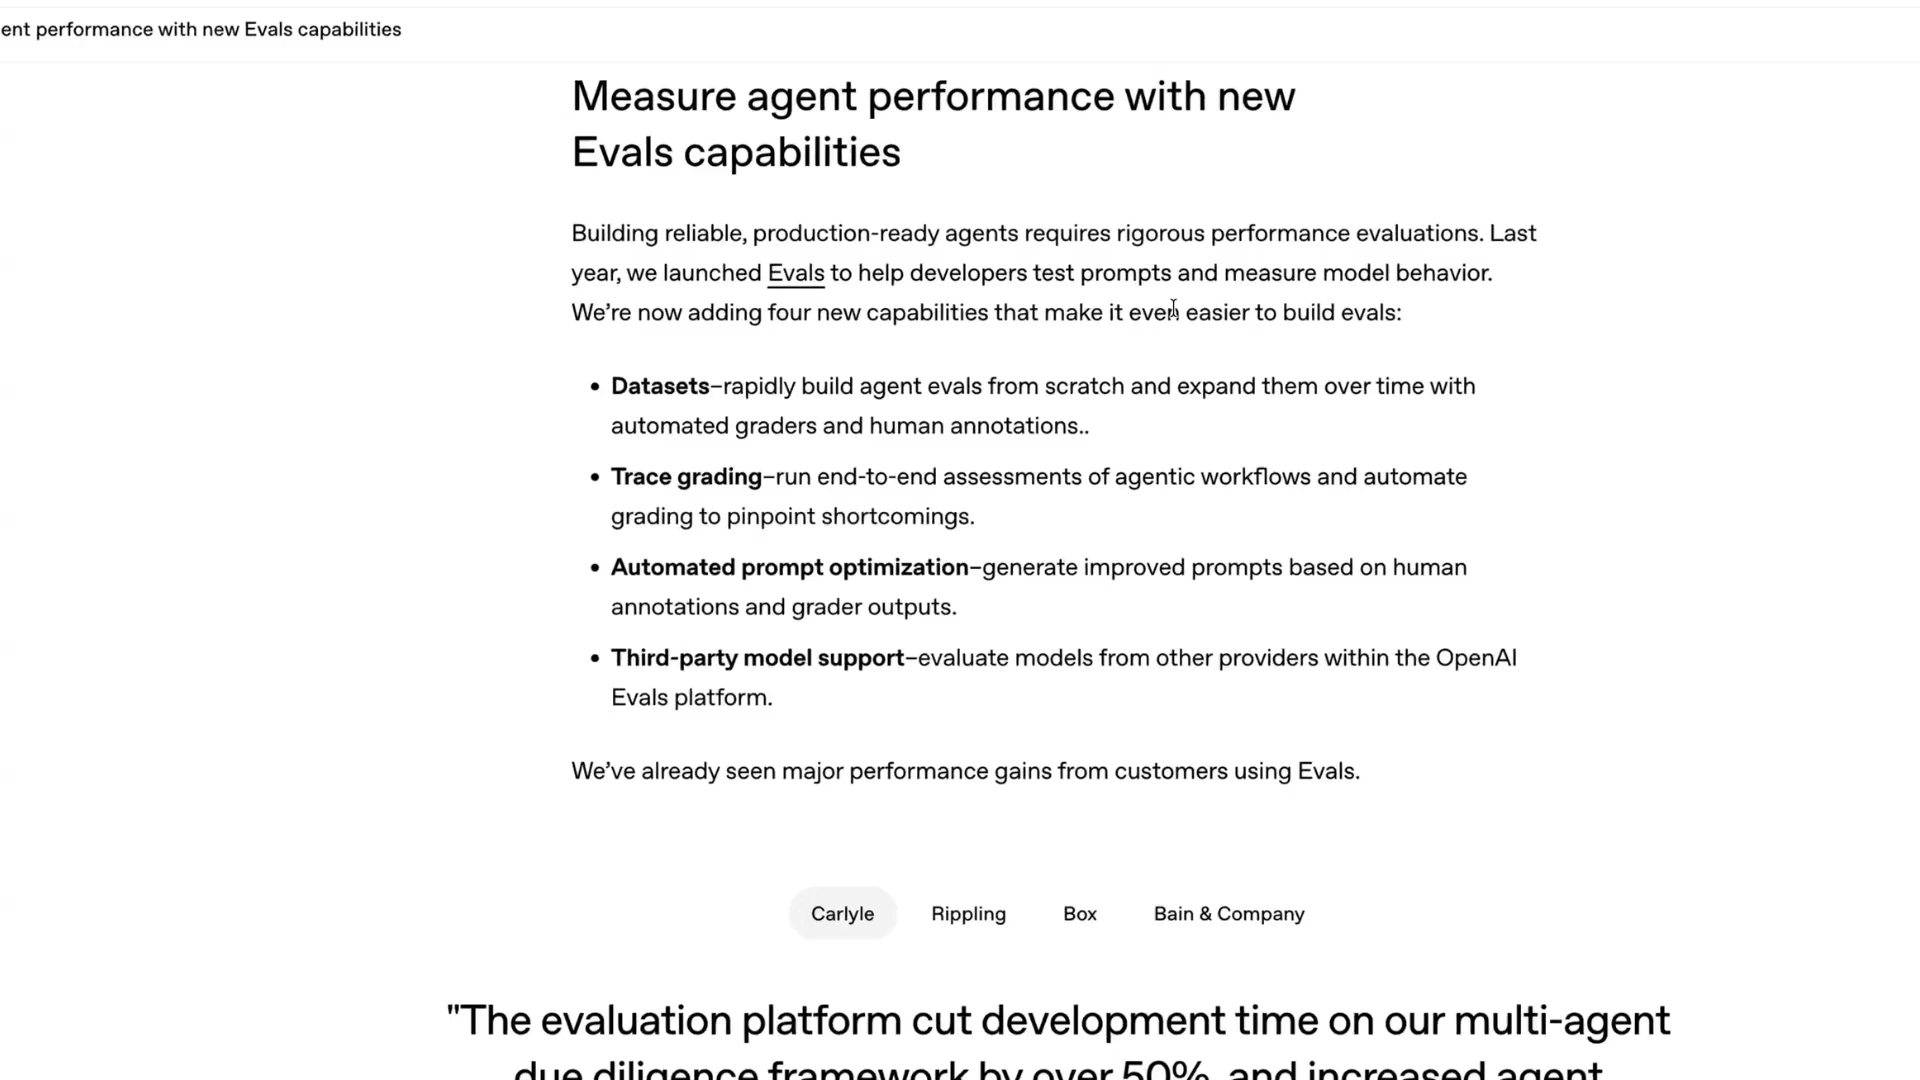 ent performance with new Evals capabilities
Measure agent performance with new
Evals capabilities
Building reliable, production-ready agents requires rigorous performance evaluations. Last
year, we launched Evals to help developers test prompts and measure model behavior.
We’re now adding four new capabilities that make it even easier to build evals:
• Datasets–rapidly build agent evals from scratch and expand them over time with
automated graders and human annotations..
• Trace grading–run end-to-end assessments of agentic workflows and automate
grading to pinpoint shortcomings.
• Automated prompt optimization–generate improved prompts based on human
annotations and grader outputs.
• Third-party model support–evaluate models from other providers within the OpenAI
Evals platform.
We’ve already seen major performance gains from customers using Evals.
Carlyle Rippling Box Bain & Company
"The evaluation platform cut development time on our multi-agent
due diligence framework by over 50%, and increased agent